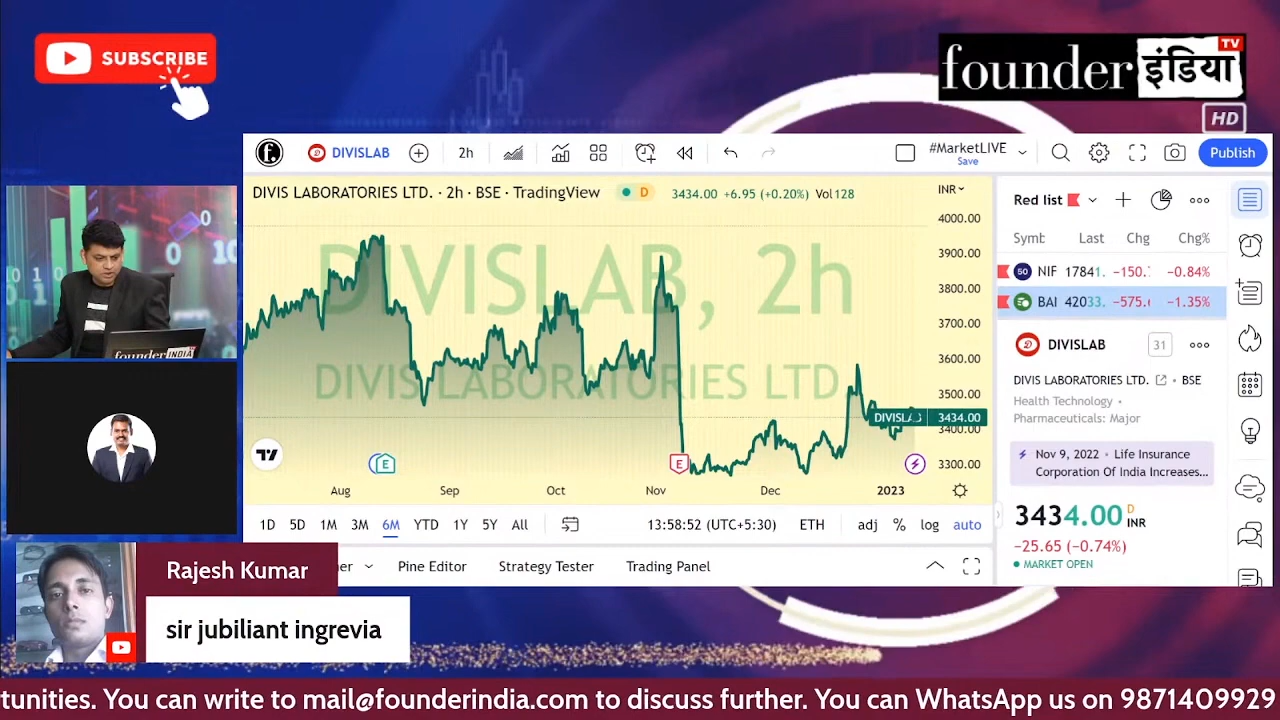 SUBSCRIBE
founder इंडिया TV
HD
DIVISLAB
2h
#MarketLIVE
Save
Publish
DIVIS LABORATORIES LTD. · 2h · BSE · TradingView
D
3434.00 +6.95 (+0.20%) Vol128
INR
DIVISLAB, 2h
DIVIS LABORATORIES LTD
4000.00
3900.00
3800.00
3700.00
3600.00
3500.00
3434.00
3400.00
3300.00
E
E
Aug
Sep
Oct
Nov
Dec
2023
1D 5D 1M 3M 6M YTD 1Y 5Y All
13:58:52 (UTC+5:30) ETH adj % log auto
Pine Editor Strategy Tester Trading Panel
Red list
Symb Last Chg Chg%
50 NIF 17841. −150. −0.84%
BAI 42033. −575. −1.35%
DIVISLAB
31
DIVIS LABORATORIES LTD. BSE
Health Technology •
Pharmaceuticals: Major
Nov 9, 2022 • Life Insurance
Corporation Of India Increases...
3434.00 D INR
−25.65 (−0.74%)
MARKET OPEN
founder INDIA
Rajesh Kumar
sir jubiliant ingrevia
tunities. You can write to mail@founderindia.com to discuss further. You can WhatsApp us on 9871409929